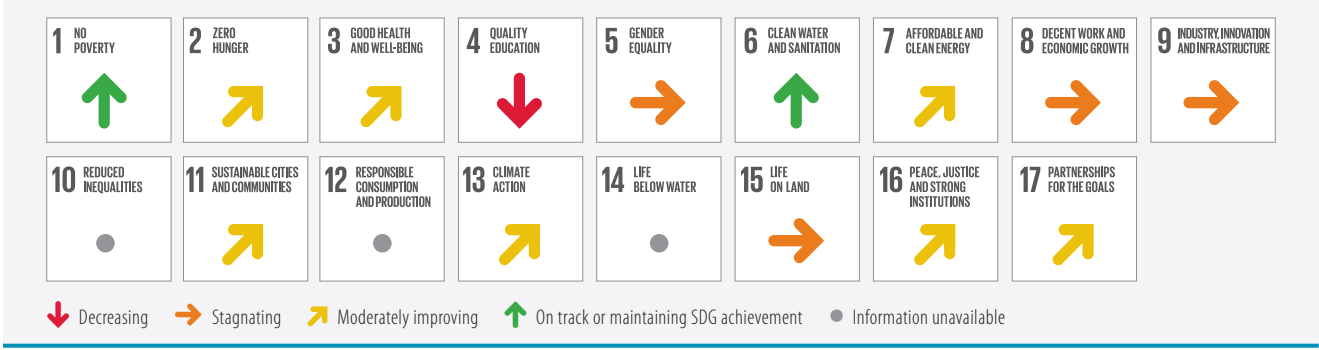 1 NO
POVERTY
2 ZERO
HUNGER
3 GOOD HEALTH
AND WELL-BEING
4 QUALITY
EDUCATION
5 GENDER
EQUALITY
6 CLEAN WATER
AND SANITATION
7 AFFORDABLE AND
CLEAN ENERGY
8 DECENT WORK AND
ECONOMIC GROWTH
9 INDUSTRY, INNOVATION
AND INFRASTRUCTURE
10 REDUCED
INEQUALITIES
11 SUSTAINABLE CITIES
AND COMMUNITIES
12 RESPONSIBLE
CONSUMPTION
AND PRODUCTION
13 CLIMATE
ACTION
14 LIFE
BELOW WATER
15 LIFE
ON LAND
16 PEACE, JUSTICE
AND STRONG
INSTITUTIONS
17 PARTNERSHIPS
FOR THE GOALS
Decreasing Stagnating Moderately improving On track or maintaining SDG achievement Information unavailable